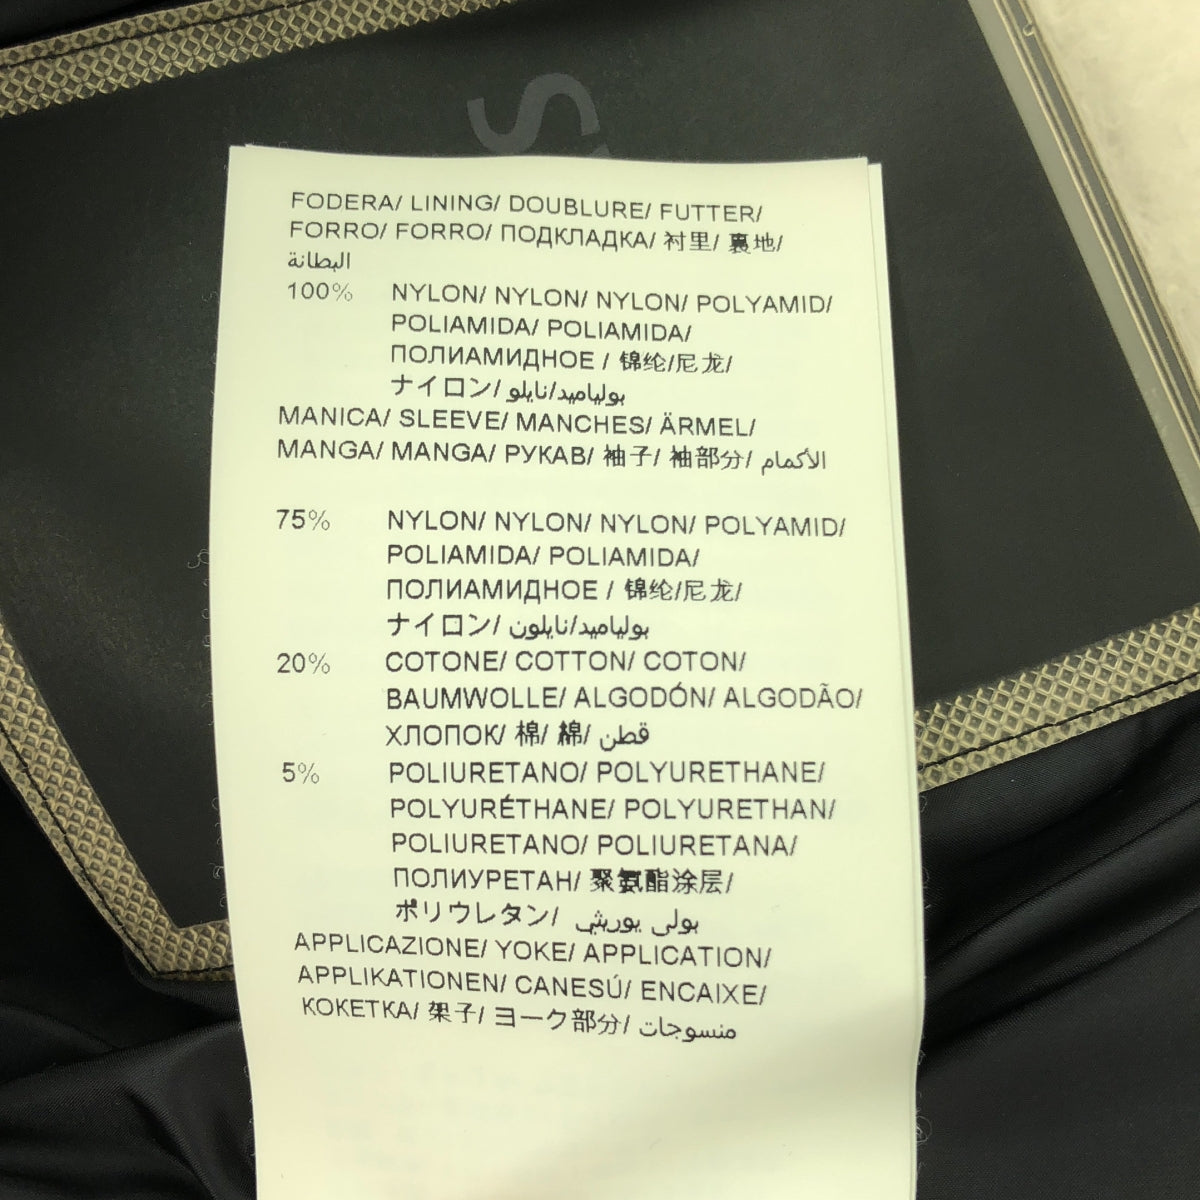 S
FODERA/ LINING/ DOUBLURE/ FUTTER/
FORRO/ FORRO/ ПОДКЛАДКА/ 衬里/ 裏地/
البطانة
100% NYLON/ NYLON/ NYLON/ POLYAMID/
POLIAMIDA/ POLIAMIDA/
ПОЛИАМИДНОЕ / 锦纶/尼龙/
ナイロン/ بولياميد/نايلو
MANICA/ SLEEVE/ MANCHES/ ÄRMEL/
MANGA/ MANGA/ РУКАВ/ 袖子/ 袖部分/ الأكمام
75% NYLON/ NYLON/ NYLON/ POLYAMID/
POLIAMIDA/ POLIAMIDA/
ПОЛИАМИДНОЕ / 锦纶/尼龙/
ナイロン/ بولياميد/نايلون
20% COTONE/ COTTON/ COTON/
BAUMWOLLE/ ALGODÓN/ ALGODÃO/
ХЛОПОК/ 棉/ 綿/ قطن
5% POLIURETANO/ POLYURETHANE/
POLYURÉTHANE/ POLYURETHAN/
POLIURETANO/ POLIURETANA/
ПОЛИУРЕТАН/ 聚氨酯涂层/
ポリウレタン/ بولى يوريثي
APPLICAZIONE/ YOKE/ APPLICATION/
APPLIKATIONEN/ CANESÚ/ ENCAIXE/
КОКЕТКА/ 架子/ ヨーク部分/ منسوجات